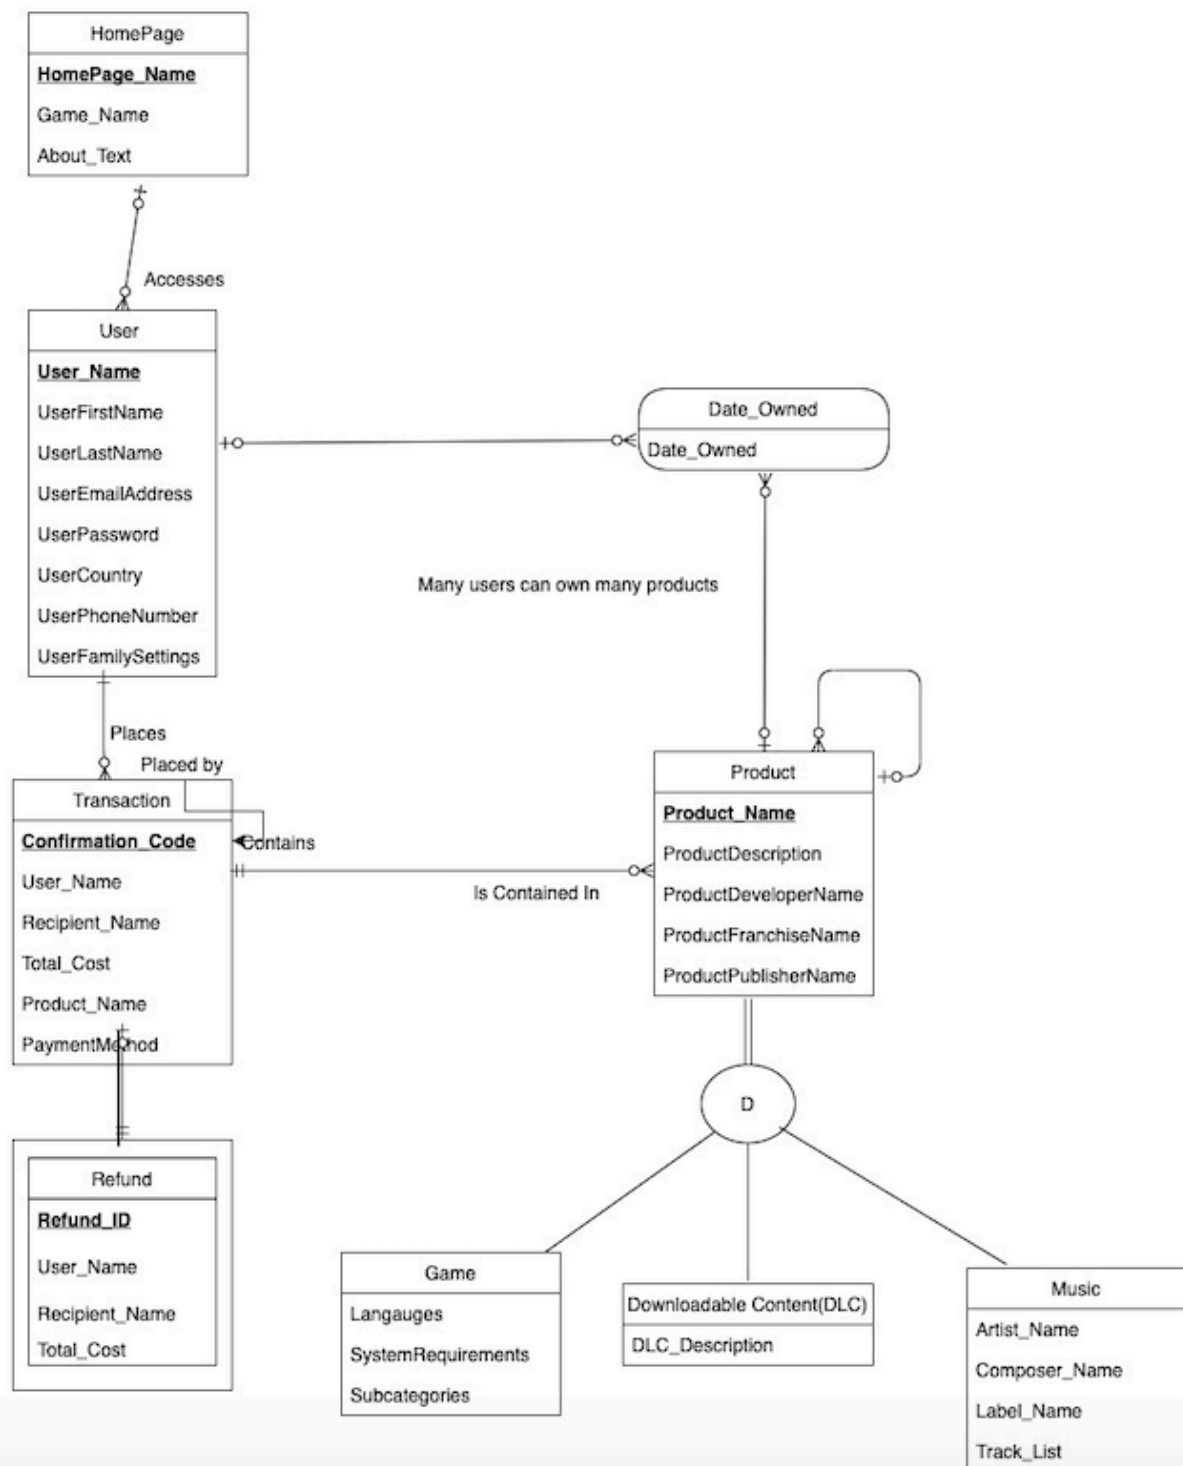 HomePage
HomePage_Name
Game_Name
About_Text
Accesses
User
User_Name
UserFirstName
UserLastName
UserEmailAddress
UserPassword
UserCountry
UserPhoneNumber
UserFamilySettings
Date_Owned
Date_Owned
Many users can own many products
Places
Placed by
Transaction
Confirmation_Code
User_Name
Recipient_Name
Total_Cost
Product_Name
PaymentMethod
Contains
Is Contained In
Product
Product_Name
ProductDescription
ProductDeveloperName
ProductFranchiseName
ProductPublisherName
D
Refund
Refund_ID
User_Name
Recipient_Name
Total_Cost
Game
Langauges
SystemRequirements
Subcategories
Downloadable Content(DLC)
DLC_Description
Music
Artist_Name
Composer_Name
Label_Name
Track_List